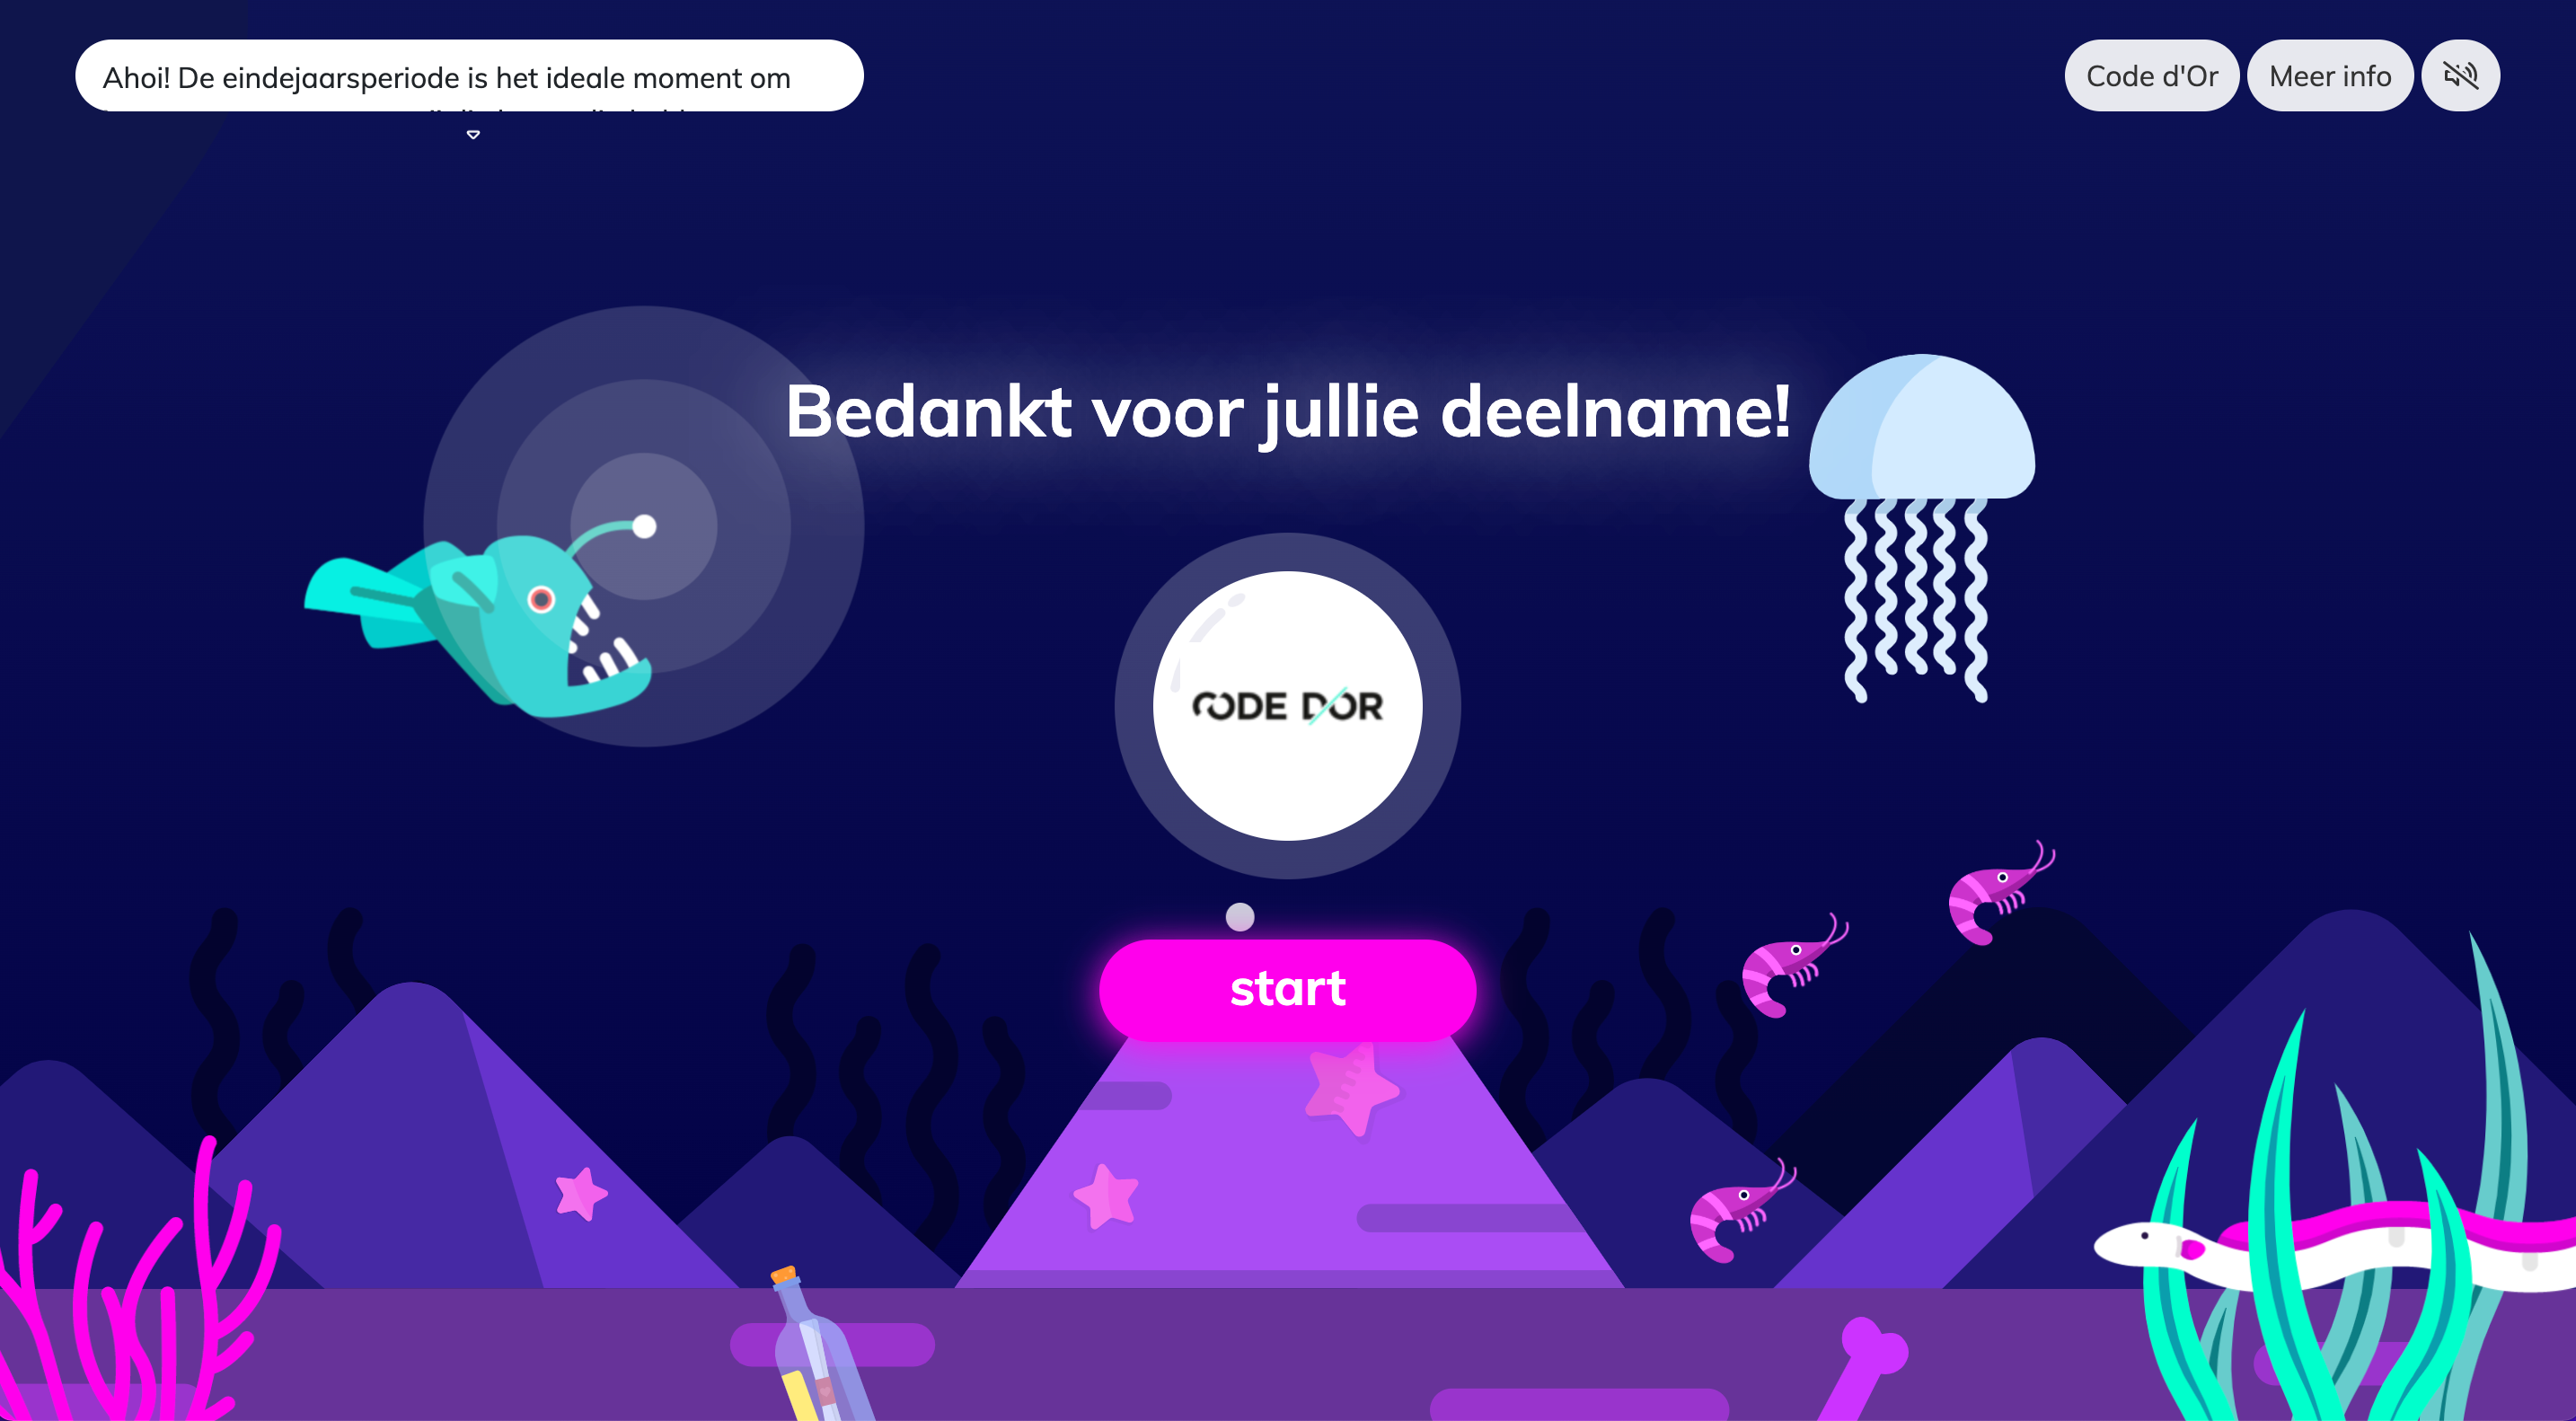 Ahoi! De eindejaarsperiode is het ideale moment om
Code d'Or
Meer info
Bedankt voor jullie deelname!
CODE D/OR
start